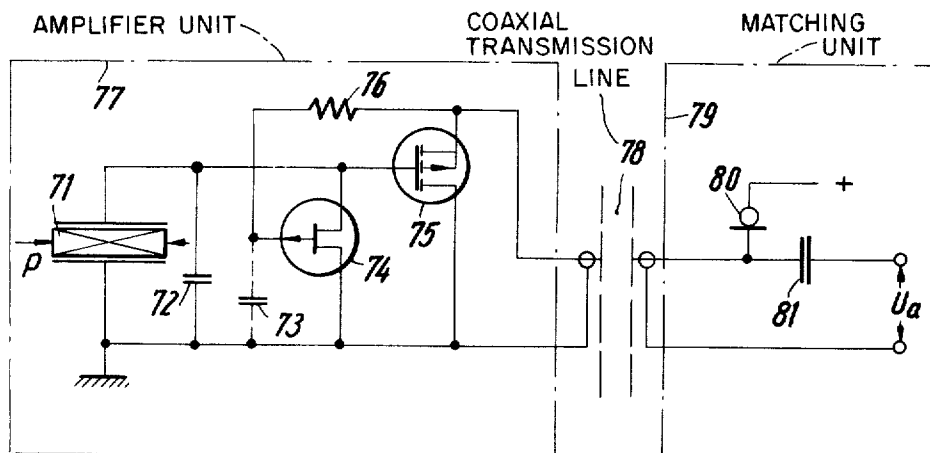 AMPLIFIER UNIT
COAXIAL
TRANSMISSION
LINE
MATCHING
UNIT
77
76
78
79
71
75
80
+
P
74
72
73
81
Ua